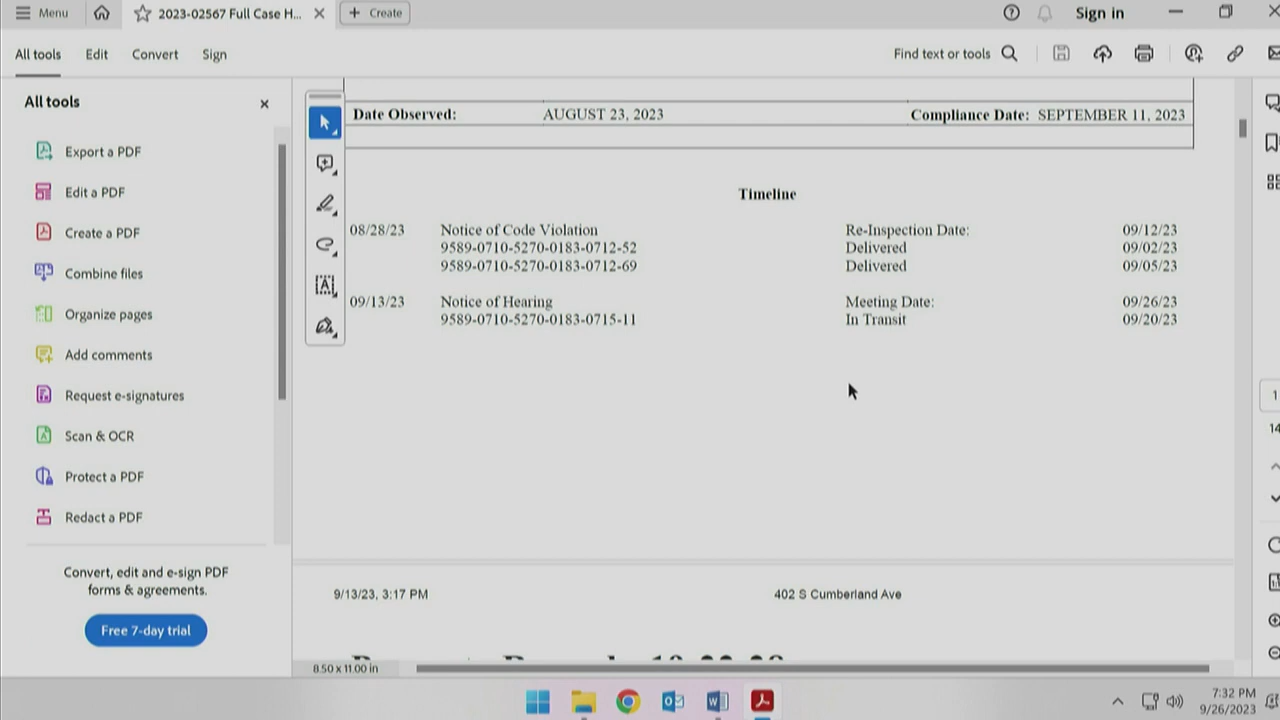 Menu
2023-02567 Full Case H...
Create
Sign in
All tools
Edit
Convert
Sign
Find text or tools
All tools
Export a PDF
Edit a PDF
Create a PDF
Combine files
Organize pages
Add comments
Request e-signatures
Scan & OCR
Protect a PDF
Redact a PDF
Convert, edit and e-sign PDF
forms & agreements.
Free 7-day trial
Date Observed: AUGUST 23, 2023 Compliance Date: SEPTEMBER 11, 2023
Timeline
08/28/23 Notice of Code Violation Re-Inspection Date: 09/12/23
9589-0710-5270-0183-0712-52 Delivered 09/02/23
9589-0710-5270-0183-0712-69 Delivered 09/05/23
09/13/23 Notice of Hearing Meeting Date: 09/26/23
9589-0710-5270-0183-0715-11 In Transit 09/20/23
9/13/23, 3:17 PM 402 S Cumberland Ave
8.50 x 11.00 in
1
14
7:32 PM
9/26/2023